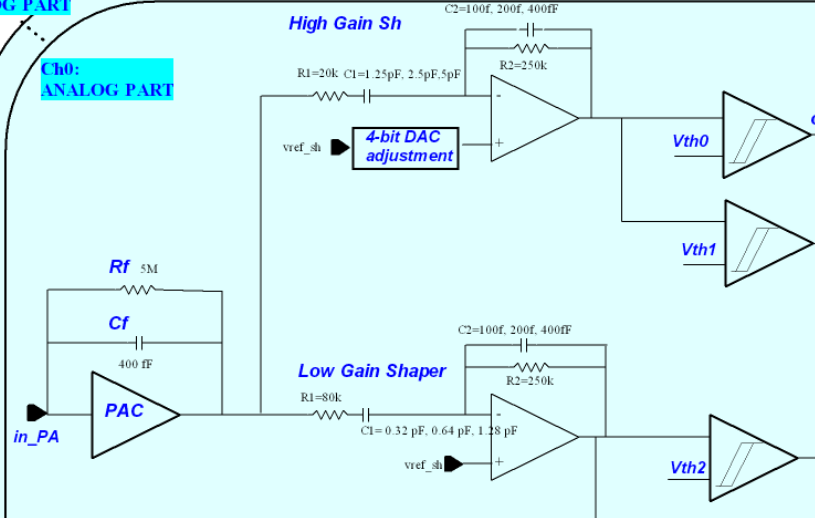 OG PART
Ch0:
ANALOG PART
High Gain Sh
C2=100f, 200f, 400fF
R2=250k
R1=20k C1=1.25pF, 2.5pF,5pF
-
vref_sh
4-bit DAC
adjustment
+
Vth0
Vth1
Rf 5M
Cf
400 fF
PAC
in_PA
Low Gain Shaper
C2=100f, 200f, 400fF
R2=250k
R1=80k
-
C1= 0.32 pF, 0.64 pF, 1.28 pF
vref_sh
+
Vth2